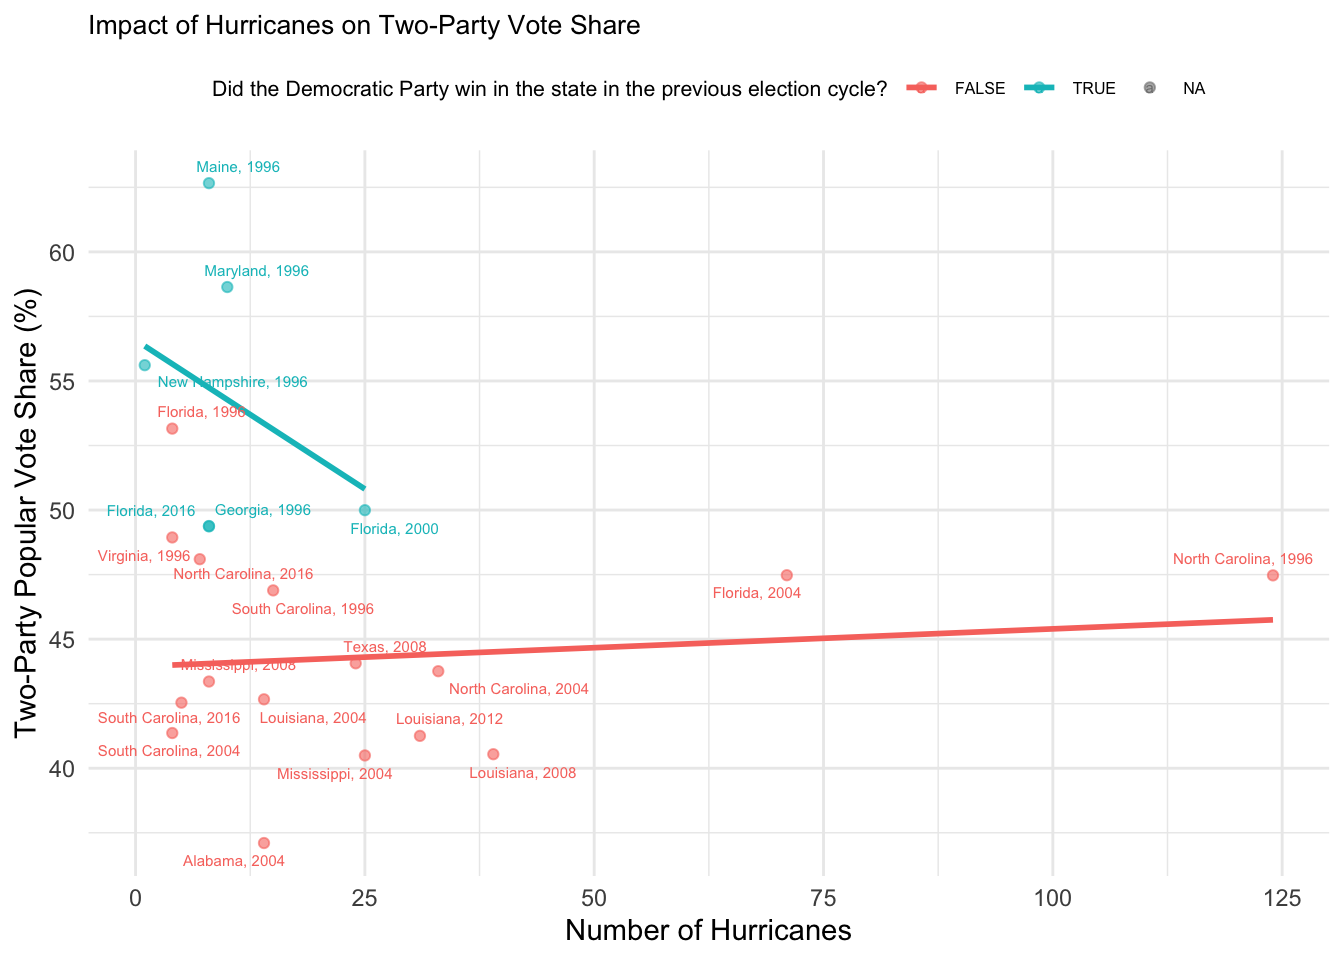 Impact of Hurricanes on Two-Party Vote Share
Did the Democratic Party win in the state in the previous election cycle? FALSE TRUE a NA
Two-Party Popular Vote Share (%)
60
55
50
45
40
Maine, 1996
Maryland, 1996
New Hampshire, 1996
Florida, 1996
Florida, 2016
Georgia, 1996
Florida, 2000
Virginia, 1996
North Carolina, 2016
South Carolina, 1996
North Carolina, 1996
Florida, 2004
Texas, 2008
Mississippi, 2008
North Carolina, 2004
South Carolina, 2016
Louisiana, 2004
Louisiana, 2012
South Carolina, 2004
Mississippi, 2004
Louisiana, 2008
Alabama, 2004
0 25 50 75 100 125
Number of Hurricanes